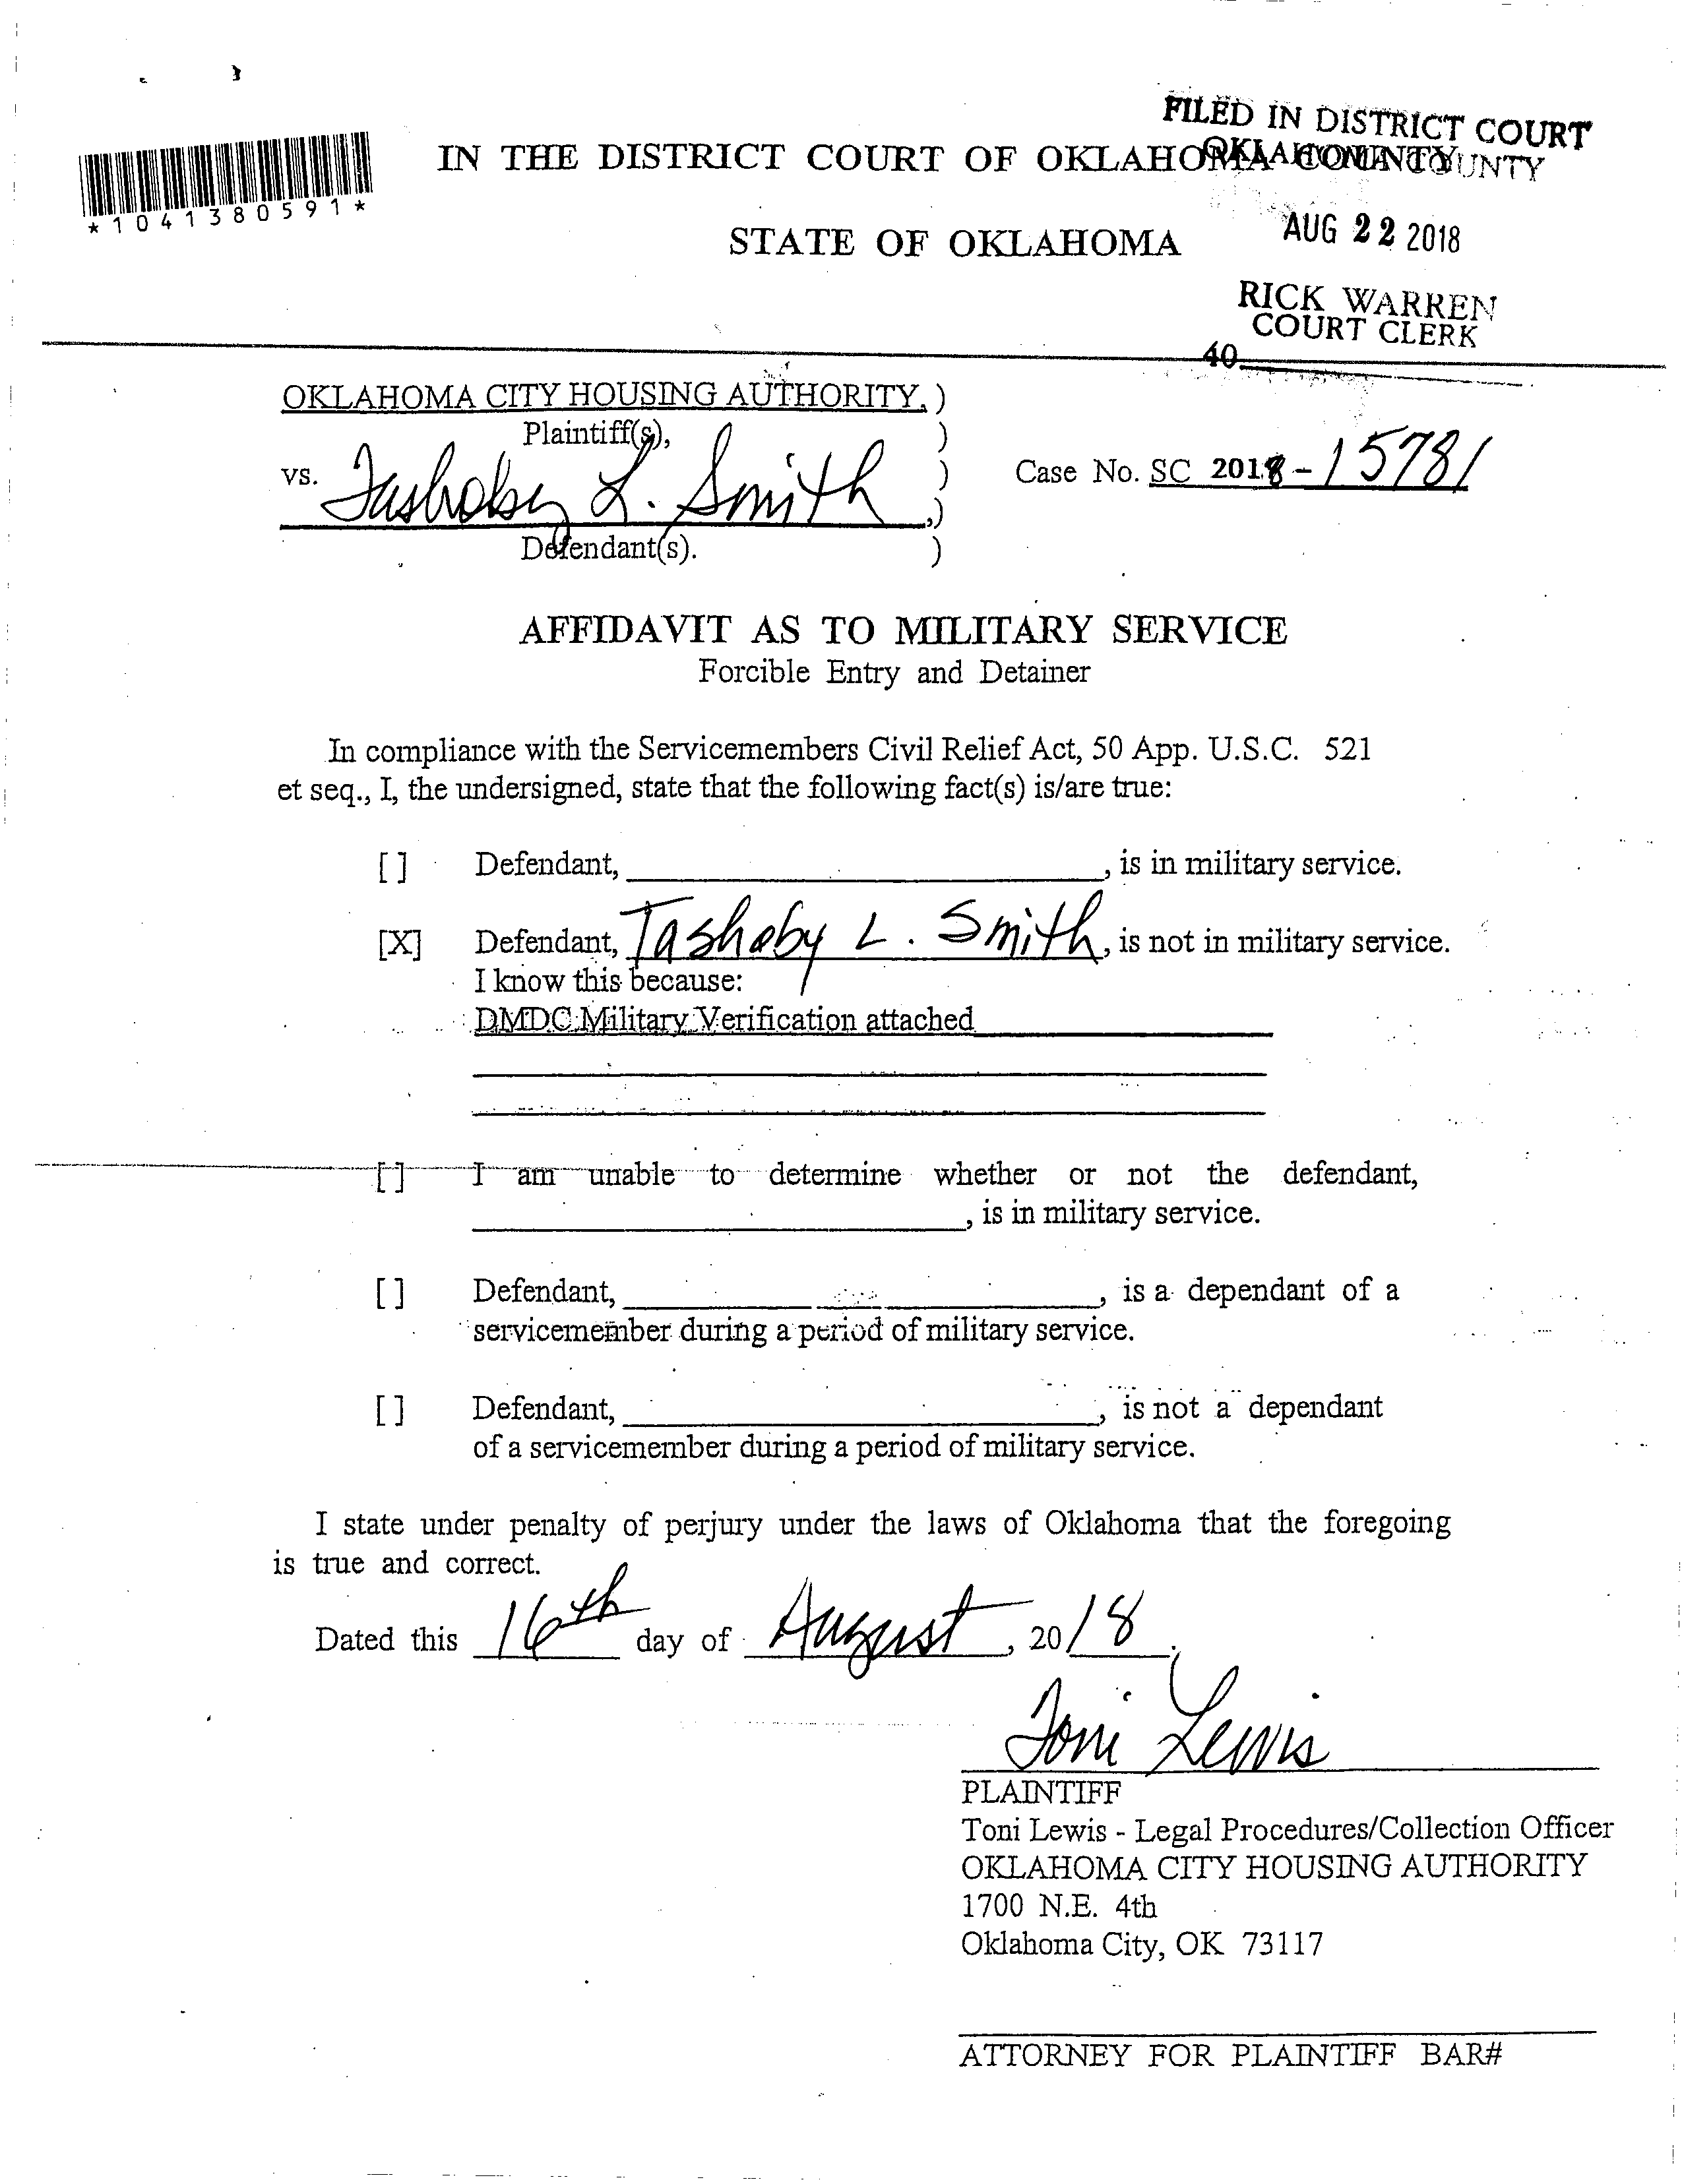 FILED IN DISTRICT COURT
OKLAHOMA COUNTY
IN THE DISTRICT COURT OF OKLAHOMA COUNTY
*1041380591*
STATE OF OKLAHOMA
AUG 22 2018
RICK WARREN
COURT CLERK
40
OKLAHOMA CITY HOUSING AUTHORITY, )
Plaintiff(s), )
vs. Tashaby L. Smith )
Case No. SC 2018-15781
,)
Defendant(s). )
AFFIDAVIT AS TO MILITARY SERVICE
Forcible Entry and Detainer
In compliance with the Servicemembers Civil Relief Act, 50 App. U.S.C. 521
et seq., I, the undersigned, state that the following fact(s) is/are true:
[ ] Defendant, , is in military service.
[X] Defendant, Tashaby L. Smith, is not in military service.
I know this because:
DMDC Military Verification attached
[ ] I am unable to determine whether or not the defendant,
, is in military service.
[ ] Defendant, , is a dependant of a
servicemember during a period of military service.
[ ] Defendant, , is not a dependant
of a servicemember during a period of military service.
I state under penalty of perjury under the laws of Oklahoma that the foregoing
is true and correct.
Dated this 16th day of August, 2018.
Toni Lewis
PLAINTIFF
Toni Lewis - Legal Procedures/Collection Officer
OKLAHOMA CITY HOUSING AUTHORITY
1700 N.E. 4th
Oklahoma City, OK 73117
ATTORNEY FOR PLAINTIFF BAR#